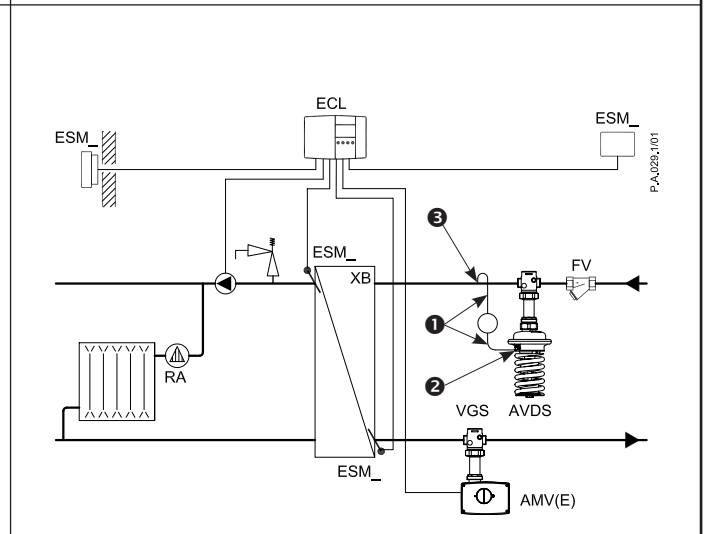 ECL
ESM_
ESM_
P.A.029.1/01
❸
ESM_
XB
FV
❶
RA
❷
VGS
AVDS
ESM_
AMV(E)